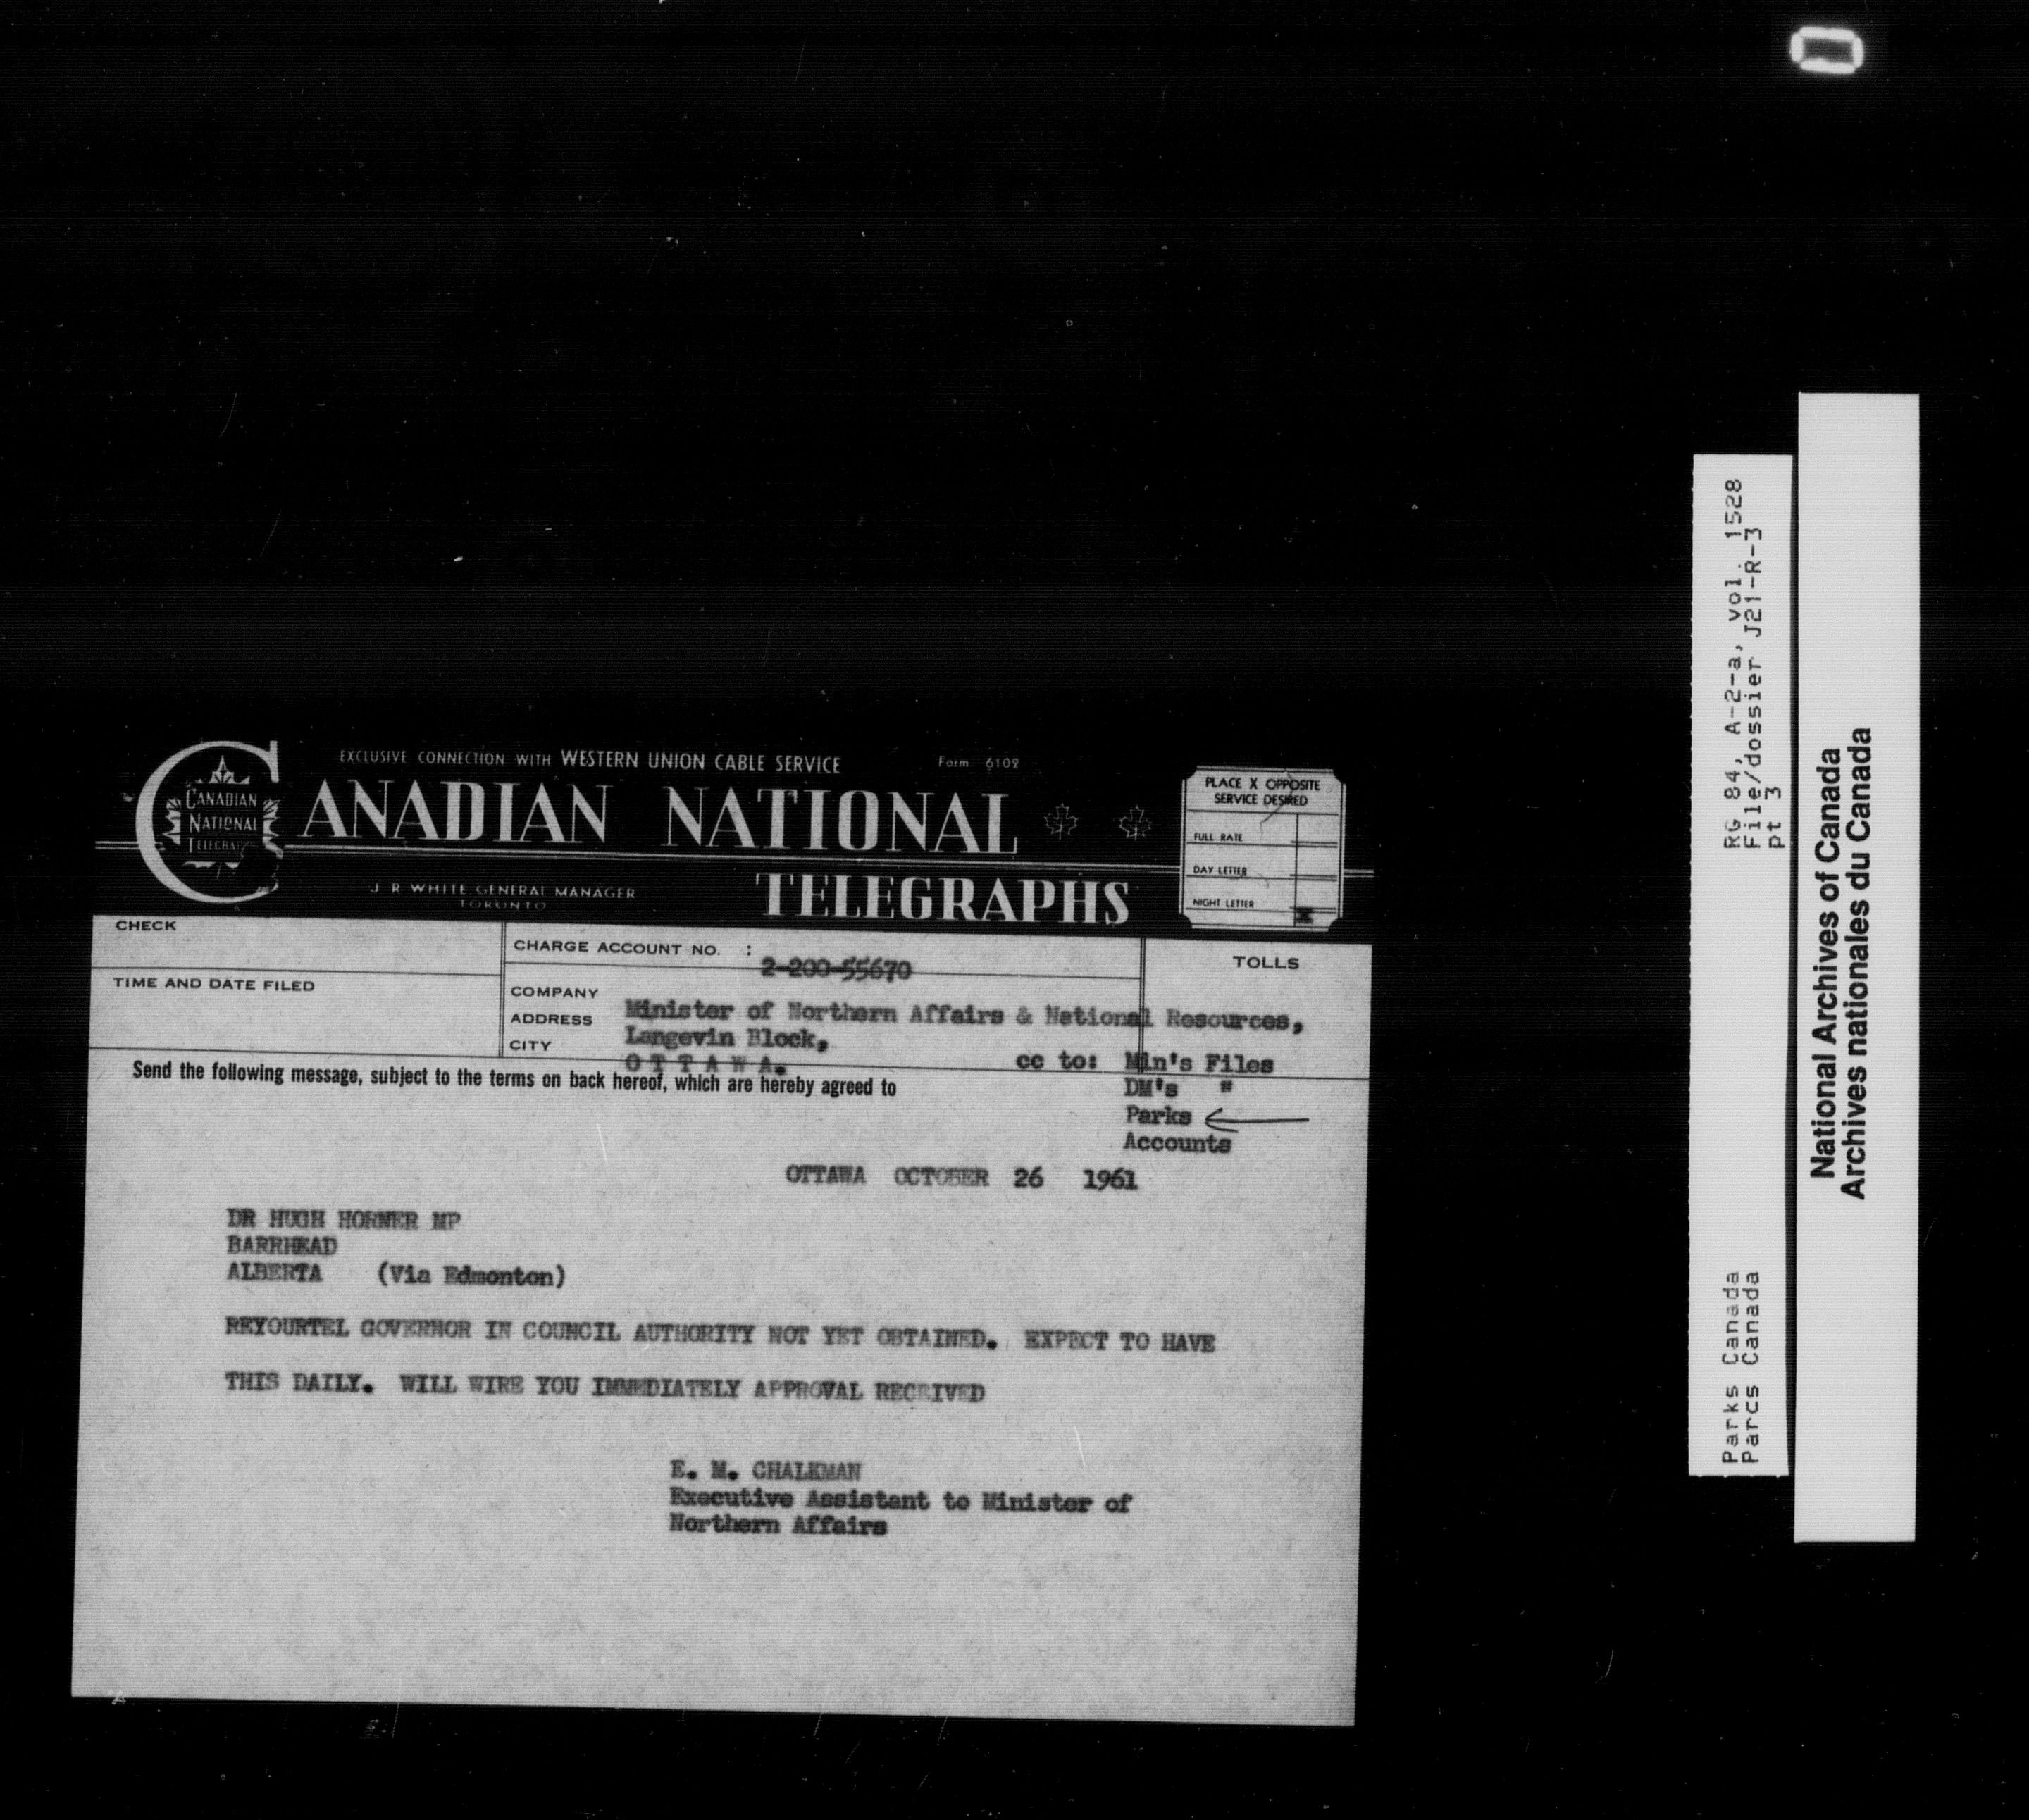 EXCLUSIVE CONNECTION WITH WESTERN UNION CABLE SERVICE Form 6102
CANADIAN NATIONAL
TELEGRAPHS
CANADIAN
NATIONAL
TELEGRAPHS
J R WHITE GENERAL MANAGER
TORONTO
PLACE X OPPOSITE
SERVICE DESIRED
FULL RATE
DAY LETTER
NIGHT LETTER X
CHECK
TIME AND DATE FILED
CHARGE ACCOUNT NO. :
2-200-55670
TOLLS
COMPANY
ADDRESS
CITY
Minister of Northern Affairs & National Resources,
Langevin Block,
O T T A W A.
cc to: Min's Files
DM's "
Parks
Accounts
Send the following message, subject to the terms on back hereof, which are hereby agreed to
OTTAWA OCTOBER 26 1961
DR HUGH HORNER MP
BARRHEAD
ALBERTA (Via Edmonton)
REYOURTEL GOVERNOR IN COUNCIL AUTHORITY NOT YET OBTAINED. EXPECT TO HAVE
THIS DAILY. WILL WIRE YOU IMMEDIATELY APPROVAL RECEIVED
E. M. CHALKMAN
Executive Assistant to Minister of
Northern Affairs
Parks Canada RG 84, A-2-a, vol. 1528
Parcs Canada File/dossier J21-R-3
pt 3
National Archives of Canada
Archives nationales du Canada
0